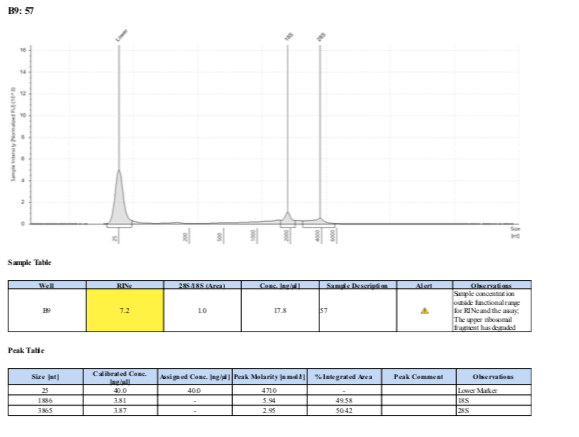 B9: 57
Lower
18S
28S
16
14
12
10
8
6
4
2
0
Sample Intensity [Normalized FU] (10^3)
25
200
500
1000
2000
4000
6000
Size
[nt]
Sample Table
Well RINe 28S/18S (Area) Conc. [ng/µl] Sample Description Alert Observations
B9 7.2 1.0 17.8 57
Sample concentration
outside functional range
for RINe and the assay;
The upper ribosomal
fragment has degraded
Peak Table
Size [nt] Calibrated Conc. [ng/µl] Assigned Conc. [ng/µl] Peak Molarity [nmol/l] % Integrated Area Peak Comment Observations
25 40.0 40.0 4710 - Lower Marker
1886 3.81 - 5.94 49.58 18S
3865 3.87 - 2.95 50.42 28S